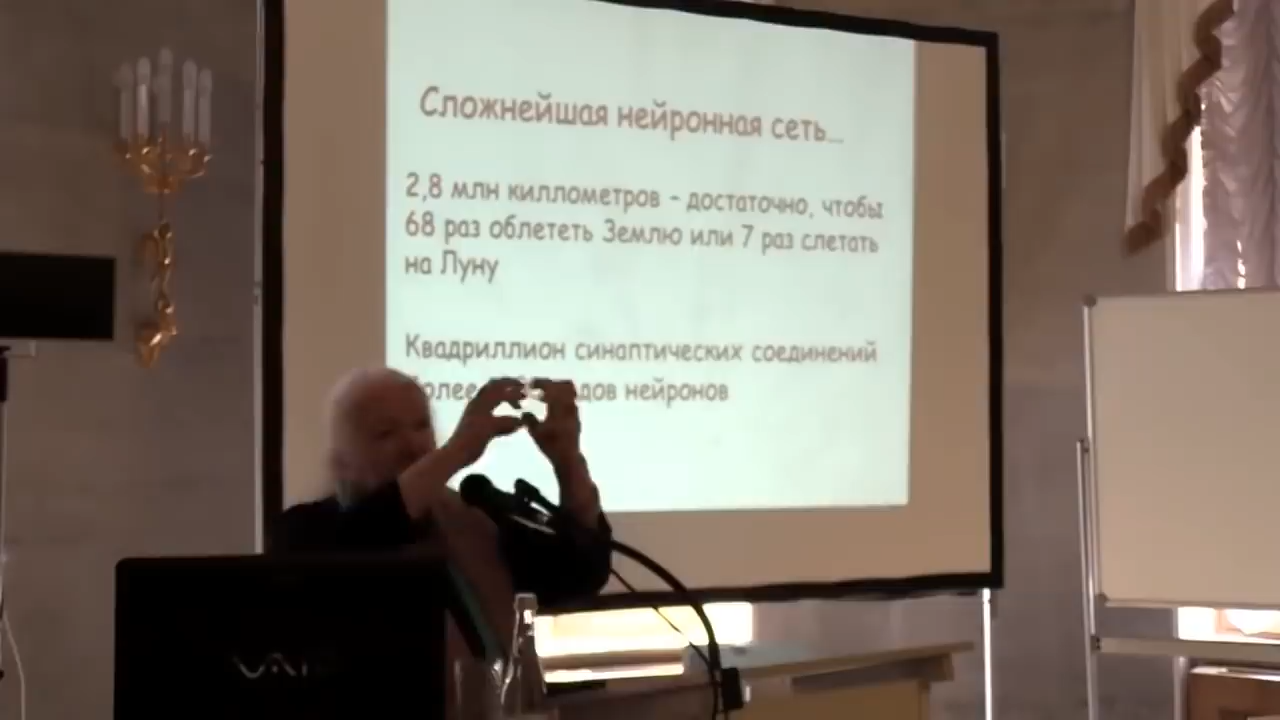 Сложнейшая нейронная сеть...
2,8 млн киллометров - достаточно, чтобы
68 раз облететь Землю или 7 раз слетать
на Луну
Квадриллион синаптических соединений
нейронов